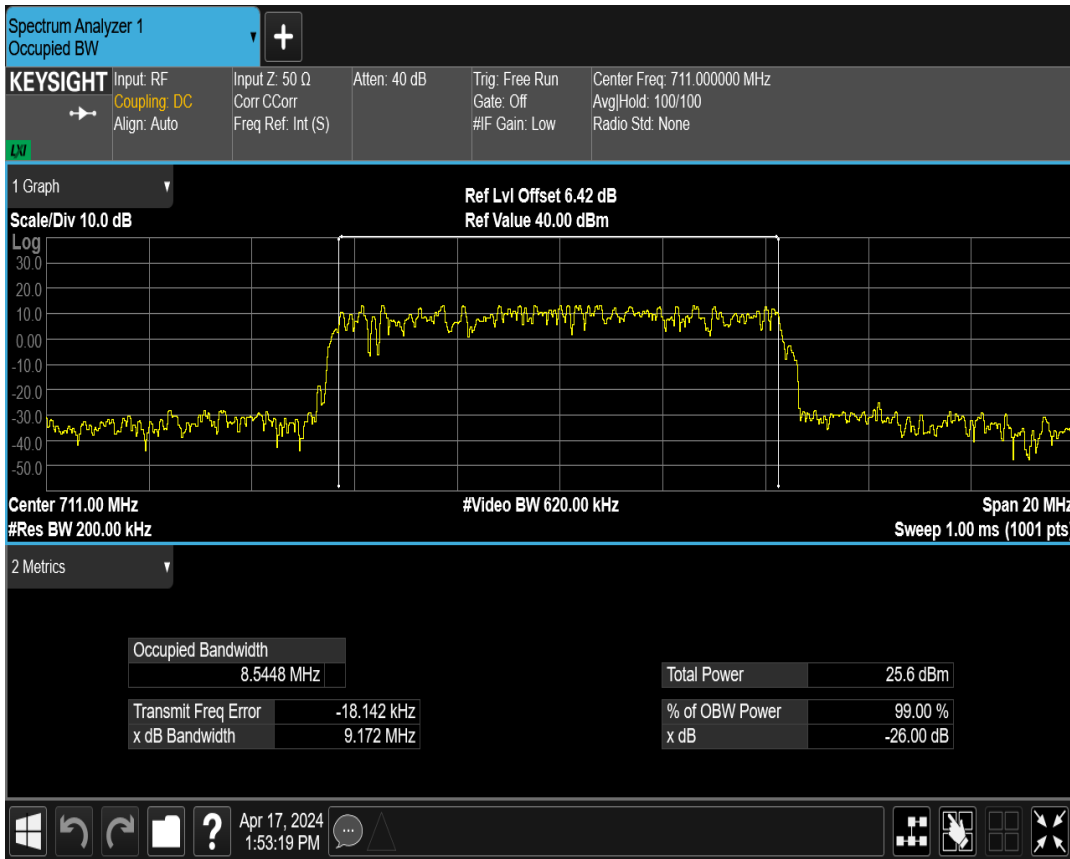 Spectrum Analyzer 1
Occupied BW
+
KEYSIGHT
LXI
Input: RF
Coupling: DC
Align: Auto
Input Z: 50 Ω
Corr CCorr
Freq Ref: Int (S)
Atten: 40 dB
Trig: Free Run
Gate: Off
#IF Gain: Low
Center Freq: 711.000000 MHz
Avg|Hold: 100/100
Radio Std: None
1 Graph
Scale/Div 10.0 dB
Ref Lvl Offset 6.42 dB
Ref Value 40.00 dBm
Log
30.0
20.0
10.0
0.00
-10.0
-20.0
-30.0
-40.0
-50.0
Center 711.00 MHz
#Video BW 620.00 kHz
Span 20 MHz
#Res BW 200.00 kHz
Sweep 1.00 ms (1001 pts)
2 Metrics
Occupied Bandwidth
8.5448 MHz
Total Power 25.6 dBm
Transmit Freq Error -18.142 kHz
% of OBW Power 99.00 %
x dB Bandwidth 9.172 MHz
x dB -26.00 dB
?
Apr 17, 2024
1:53:19 PM